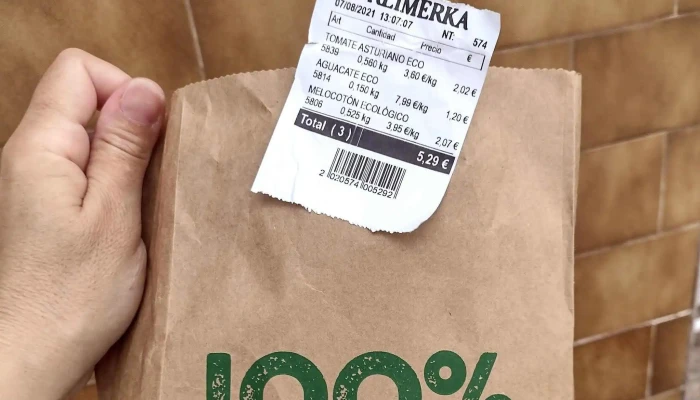 07/08/2021 13:07:07 NT: 574
Art Cantidad Precio €
TOMATE ASTURIANO ECO
5839 0.560 kg 3,60 €/kg 2,02 €
AGUACATE ECO
5814 0.150 kg 7,99 €/kg 1,20 €
MELOCOTÓN ECOLÓGICO
5806 0.525 kg 3,95 €/kg 2,07 €
Total ( 3 ) 5,29 €
2 020574 005292
100%